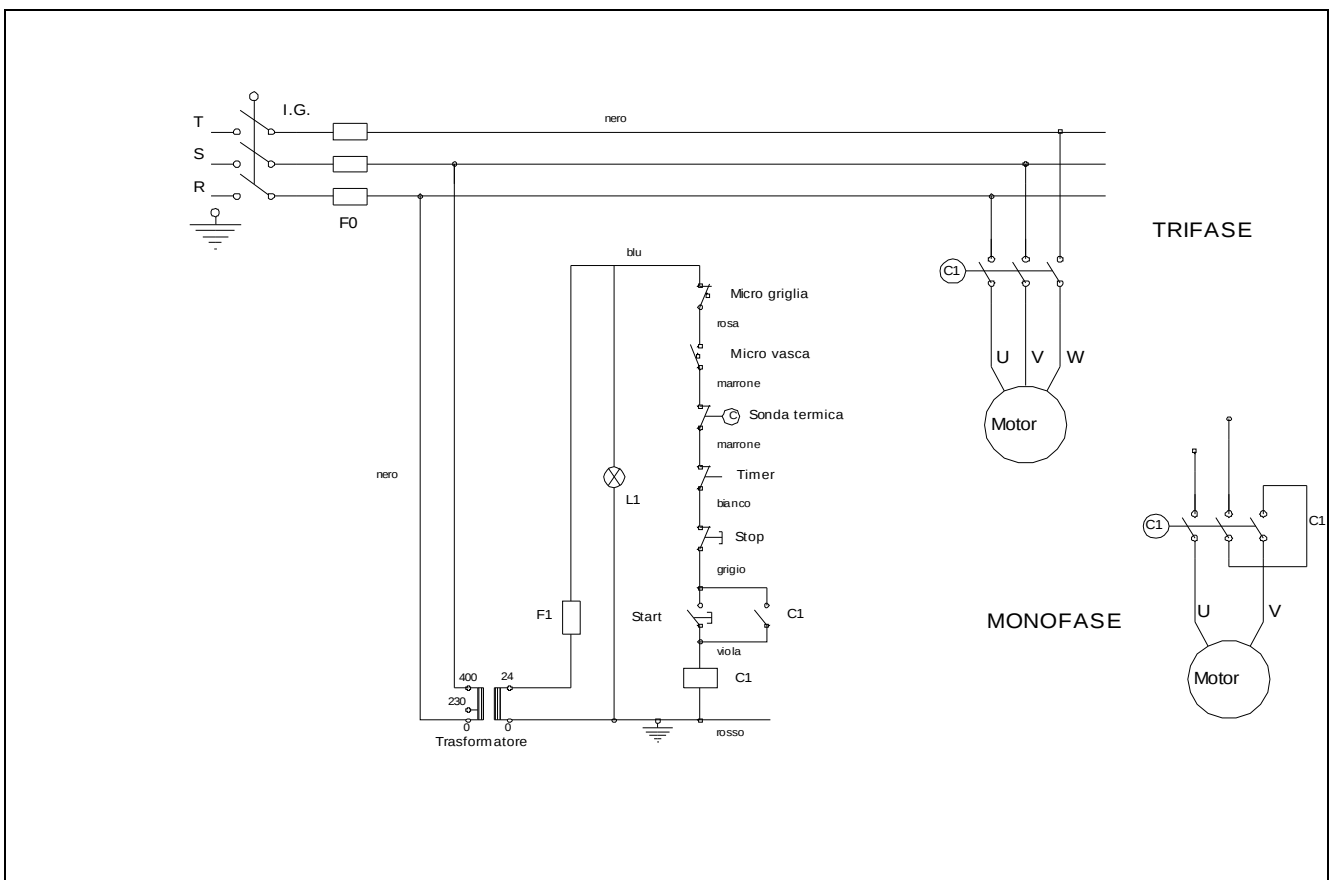 I.G.
T
nero
S
R
F0
TRIFASE
blu
C1
Micro griglia
rosa
Micro vasca
U V W
marrone
C Sonda termica
Motor
marrone
nero
Timer
L1
bianco
C1
C1
Stop
grigio
F1
Start
C1
MONOFASE
U V
viola
400
24
C1
Motor
230
0
0
rosso
Trasformatore